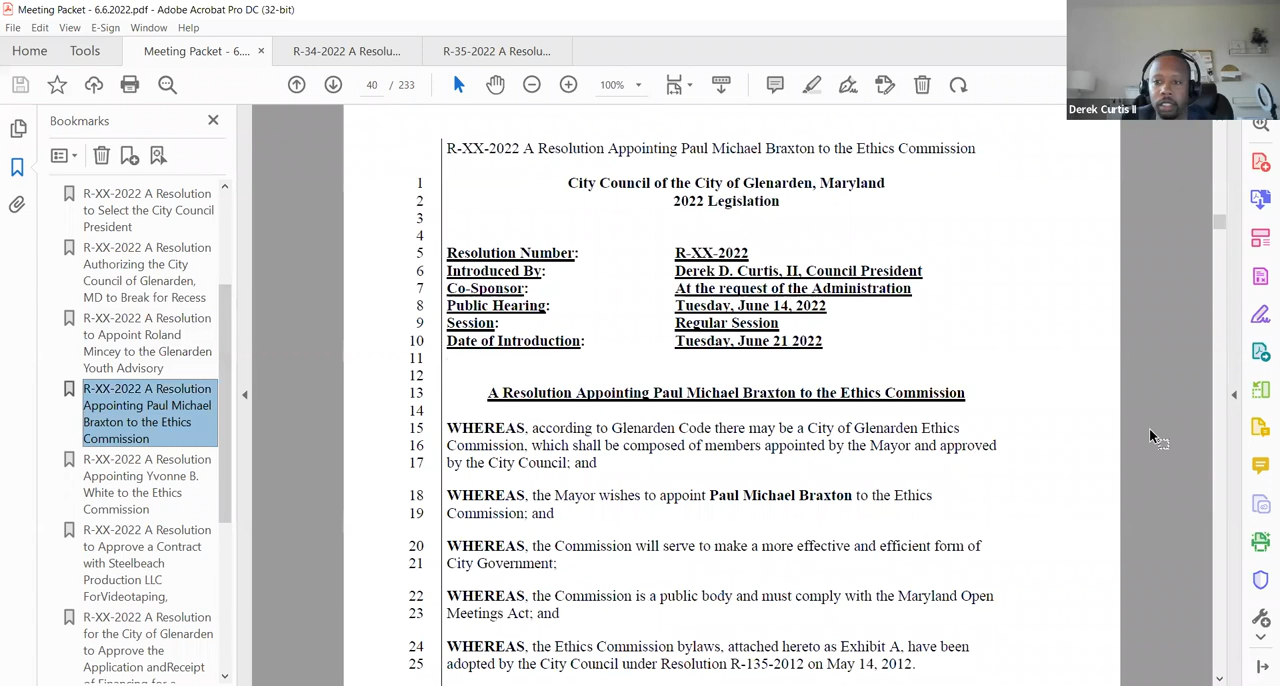 Meeting Packet - 6.6.2022.pdf - Adobe Acrobat Pro DC (32-bit)
File Edit View E-Sign Window Help
Home Tools Meeting Packet - 6.... × R-34-2022 A Resolu... R-35-2022 A Resolu...
40 / 233 100%
Derek Curtis II
Bookmarks
R-XX-2022 A Resolution
to Select the City Council
President
R-XX-2022 A Resolution
Authorizing the City
Council of Glenarden,
MD to Break for Recess
R-XX-2022 A Resolution
to Appoint Roland
Mincey to the Glenarden
Youth Advisory
R-XX-2022 A Resolution
Appointing Paul Michael
Braxton to the Ethics
Commission
R-XX-2022 A Resolution
Appointing Yvonne B.
White to the Ethics
Commission
R-XX-2022 A Resolution
to Approve a Contract
with Steelbeach
Production LLC
ForVideotaping,
R-XX-2022 A Resolution
for the City of Glenarden
to Approve the
Application andReceipt
of Financing for a
R-XX-2022 A Resolution Appointing Paul Michael Braxton to the Ethics Commission
1 City Council of the City of Glenarden, Maryland
2 2022 Legislation
3
4
5 Resolution Number: R-XX-2022
6 Introduced By: Derek D. Curtis, II, Council President
7 Co-Sponsor: At the request of the Administration
8 Public Hearing: Tuesday, June 14, 2022
9 Session: Regular Session
10 Date of Introduction: Tuesday, June 21 2022
11
12
13 A Resolution Appointing Paul Michael Braxton to the Ethics Commission
14
15 WHEREAS, according to Glenarden Code there may be a City of Glenarden Ethics
16 Commission, which shall be composed of members appointed by the Mayor and approved
17 by the City Council; and
18 WHEREAS, the Mayor wishes to appoint Paul Michael Braxton to the Ethics
19 Commission; and
20 WHEREAS, the Commission will serve to make a more effective and efficient form of
21 City Government;
22 WHEREAS, the Commission is a public body and must comply with the Maryland Open
23 Meetings Act; and
24 WHEREAS, the Ethics Commission bylaws, attached hereto as Exhibit A, have been
25 adopted by the City Council under Resolution R-135-2012 on May 14, 2012.